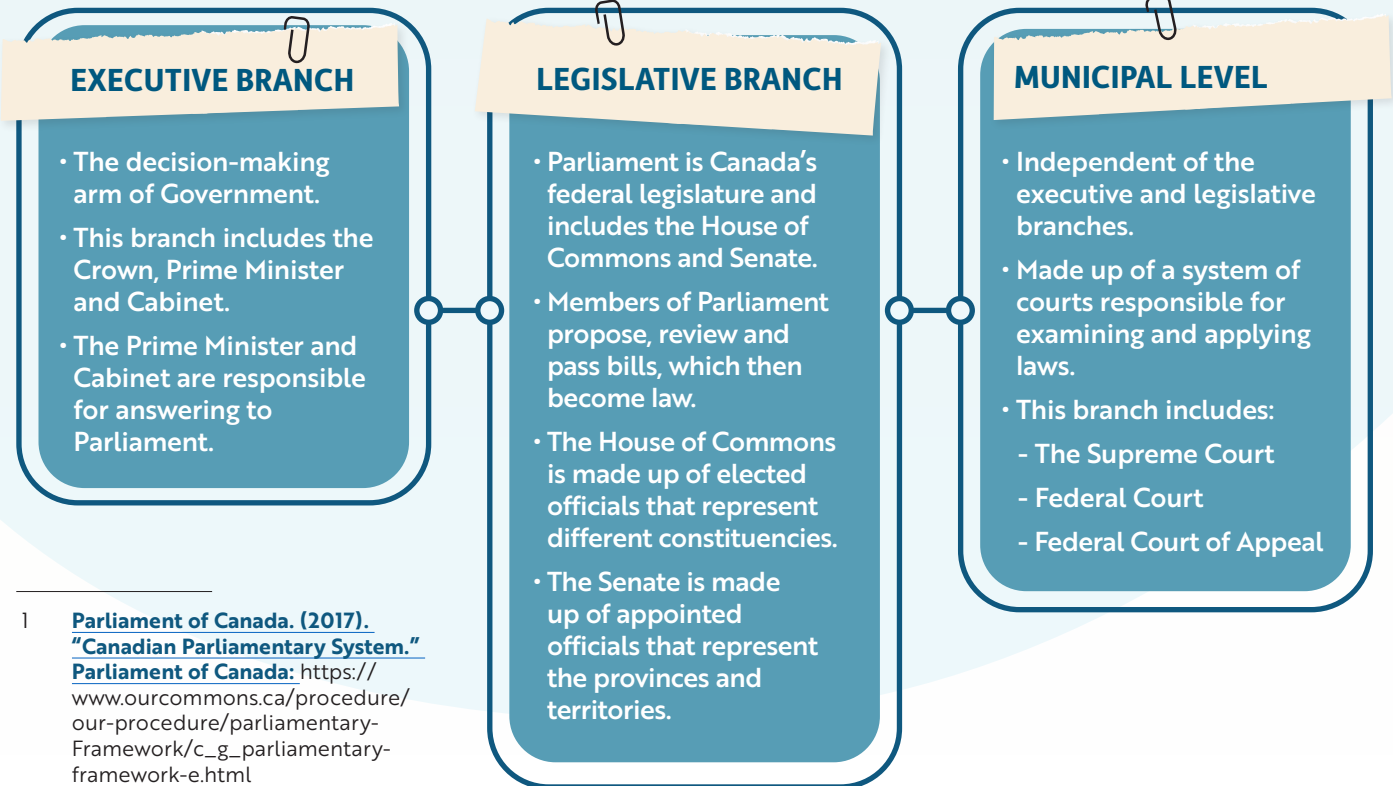 EXECUTIVE BRANCH
• The decision-making
arm of Government.
• This branch includes the
Crown, Prime Minister
and Cabinet.
• The Prime Minister and
Cabinet are responsible
for answering to
Parliament.
LEGISLATIVE BRANCH
• Parliament is Canada’s
federal legislature and
includes the House of
Commons and Senate.
• Members of Parliament
propose, review and
pass bills, which then
become law.
• The House of Commons
is made up of elected
officials that represent
different constituencies.
• The Senate is made
up of appointed
officials that represent
the provinces and
territories.
MUNICIPAL LEVEL
• Independent of the
executive and legislative
branches.
• Made up of a system of
courts responsible for
examining and applying
laws.
• This branch includes:
- The Supreme Court
- Federal Court
- Federal Court of Appeal
1 Parliament of Canada. (2017).
“Canadian Parliamentary System.”
Parliament of Canada: https://
www.ourcommons.ca/procedure/
our-procedure/parliamentary-
Framework/c_g_parliamentary-
framework-e.html